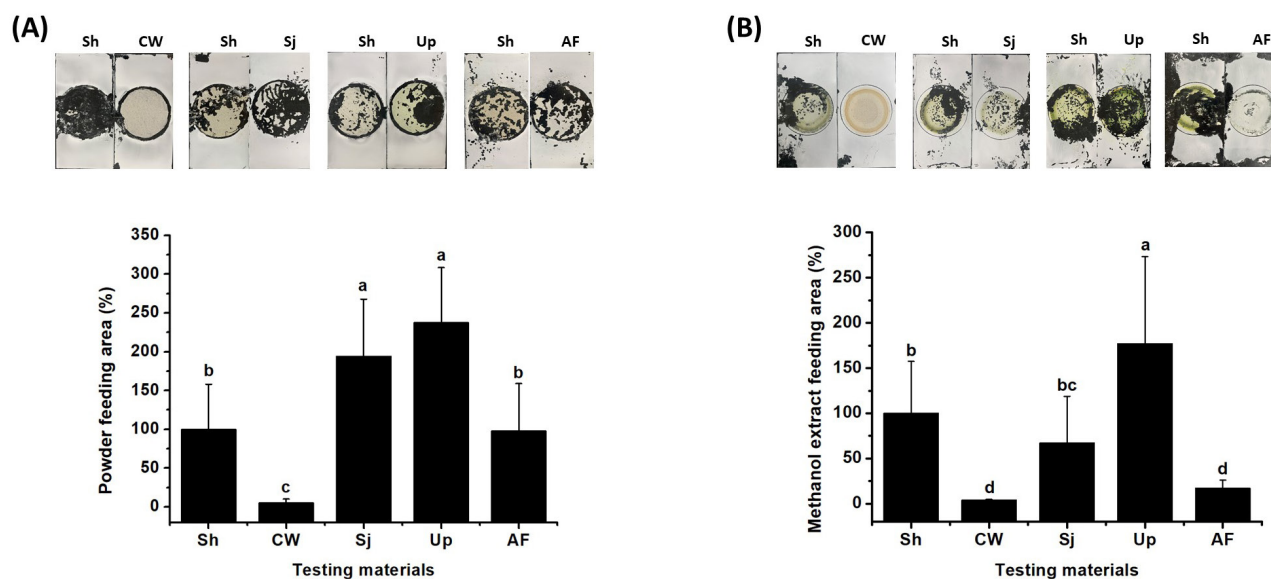 (A)
Sh CW Sh Sj Sh Up Sh AF
Powder feeding area (%)
350
300
250
200
150
100
50
0
b
c
a
a
b
Sh CW Sj Up AF
Testing materials
(B)
Sh CW Sh Sj Sh Up Sh AF
Methanol extract feeding area (%)
300
250
200
150
100
50
0
b
d
bc
a
d
Sh CW Sj Up AF
Testing materials